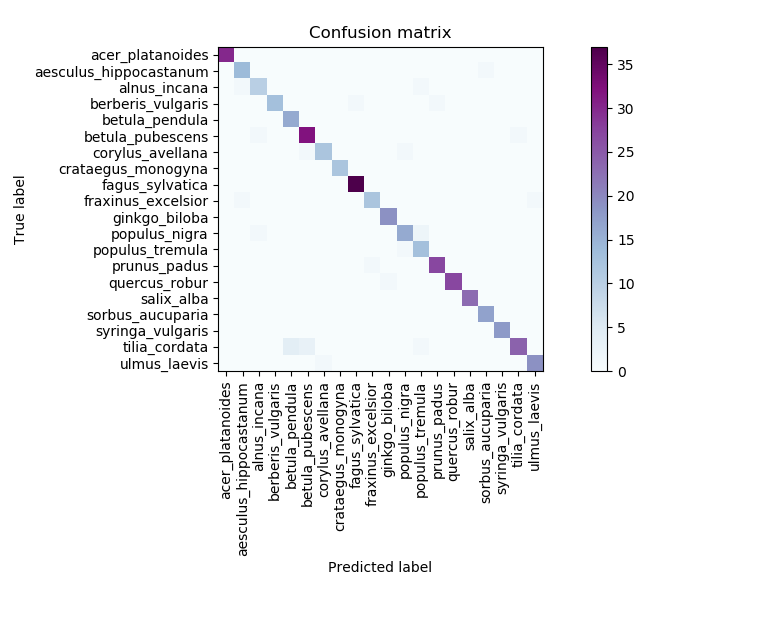 Confusion matrix
True label
acer_platanoides
aesculus_hippocastanum
alnus_incana
berberis_vulgaris
betula_pendula
betula_pubescens
corylus_avellana
crataegus_monogyna
fagus_sylvatica
fraxinus_excelsior
ginkgo_biloba
populus_nigra
populus_tremula
prunus_padus
quercus_robur
salix_alba
sorbus_aucuparia
syringa_vulgaris
tilia_cordata
ulmus_laevis
acer_platanoides
aesculus_hippocastanum
alnus_incana
berberis_vulgaris
betula_pendula
betula_pubescens
corylus_avellana
crataegus_monogyna
fagus_sylvatica
fraxinus_excelsior
ginkgo_biloba
populus_nigra
populus_tremula
prunus_padus
quercus_robur
salix_alba
sorbus_aucuparia
syringa_vulgaris
tilia_cordata
ulmus_laevis
Predicted label
35
30
25
20
15
10
5
0